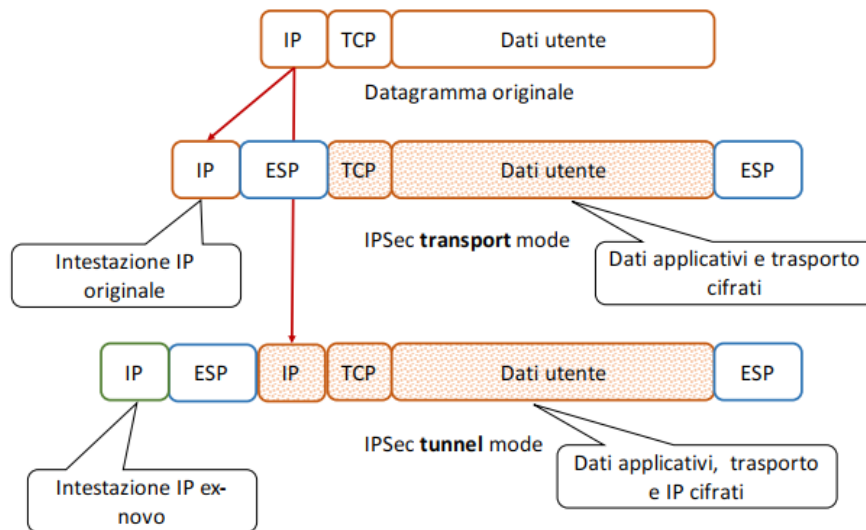 IP TCP Dati utente
Datagramma originale
IP ESP TCP Dati utente ESP
IPSec transport mode
Intestazione IP
originale
Dati applicativi e trasporto
cifrati
IP ESP IP TCP Dati utente ESP
IPSec tunnel mode
Intestazione IP ex-
novo
Dati applicativi, trasporto
e IP cifrati